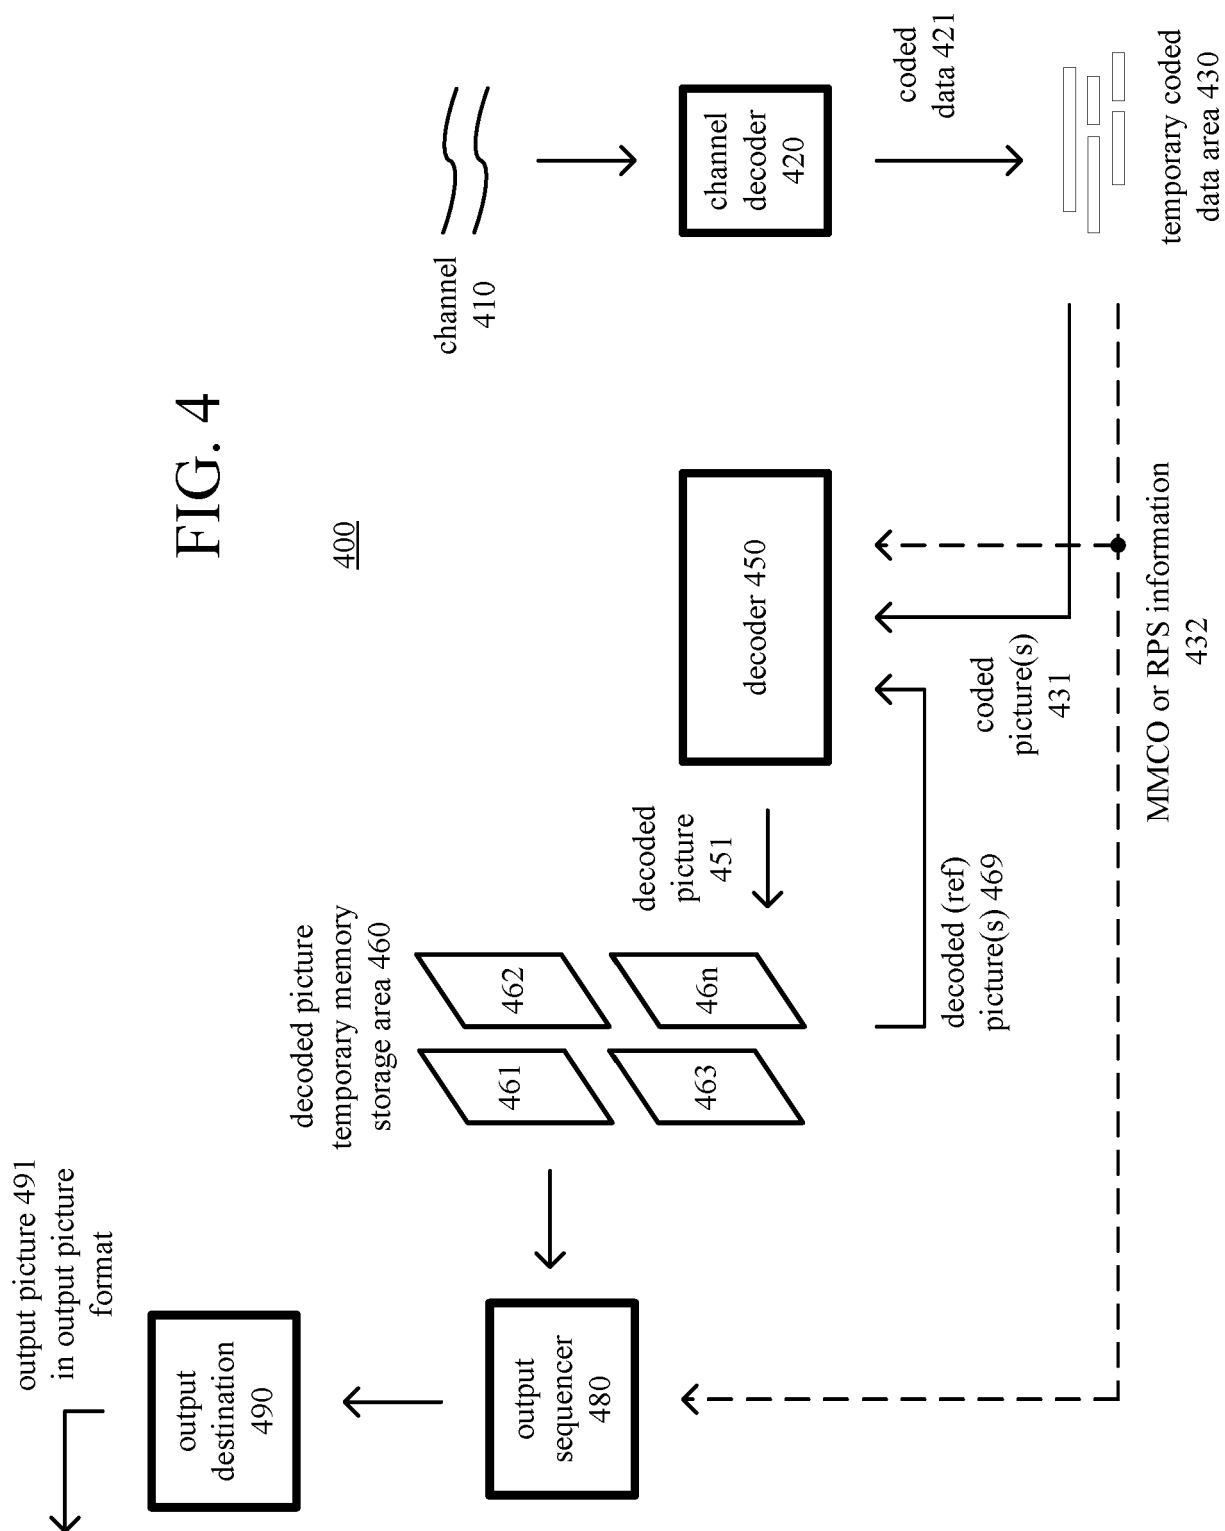 FIG. 4
400
output picture 491
in output picture
format
output
destination
490
output
sequencer
480
decoded picture
temporary memory
storage area 460
461
462
463
46n
decoded
picture
451
decoded (ref)
picture(s) 469
decoder 450
coded
picture(s)
431
MMCO or RPS information
432
channel
410
channel
decoder
420
coded
data 421
temporary coded
data area 430